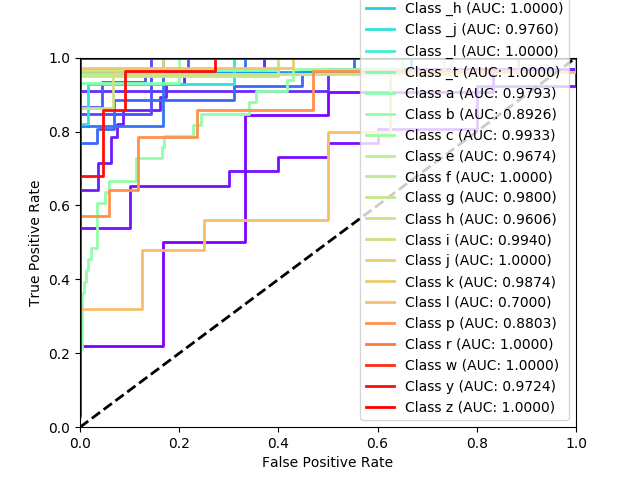 Class _h (AUC: 1.0000)
Class _j (AUC: 0.9760)
Class _l (AUC: 1.0000)
Class _t (AUC: 1.0000)
Class a (AUC: 0.9793)
Class b (AUC: 0.8926)
Class c (AUC: 0.9933)
Class e (AUC: 0.9674)
Class f (AUC: 1.0000)
Class g (AUC: 0.9800)
Class h (AUC: 0.9606)
Class i (AUC: 0.9940)
Class j (AUC: 1.0000)
Class k (AUC: 0.9874)
Class l (AUC: 0.7000)
Class p (AUC: 0.8803)
Class r (AUC: 1.0000)
Class w (AUC: 1.0000)
Class y (AUC: 0.9724)
Class z (AUC: 1.0000)
1.0
0.8
0.6
0.4
0.2
0.0
True Positive Rate
0.0 0.2 0.4 0.6 0.8 1.0
False Positive Rate